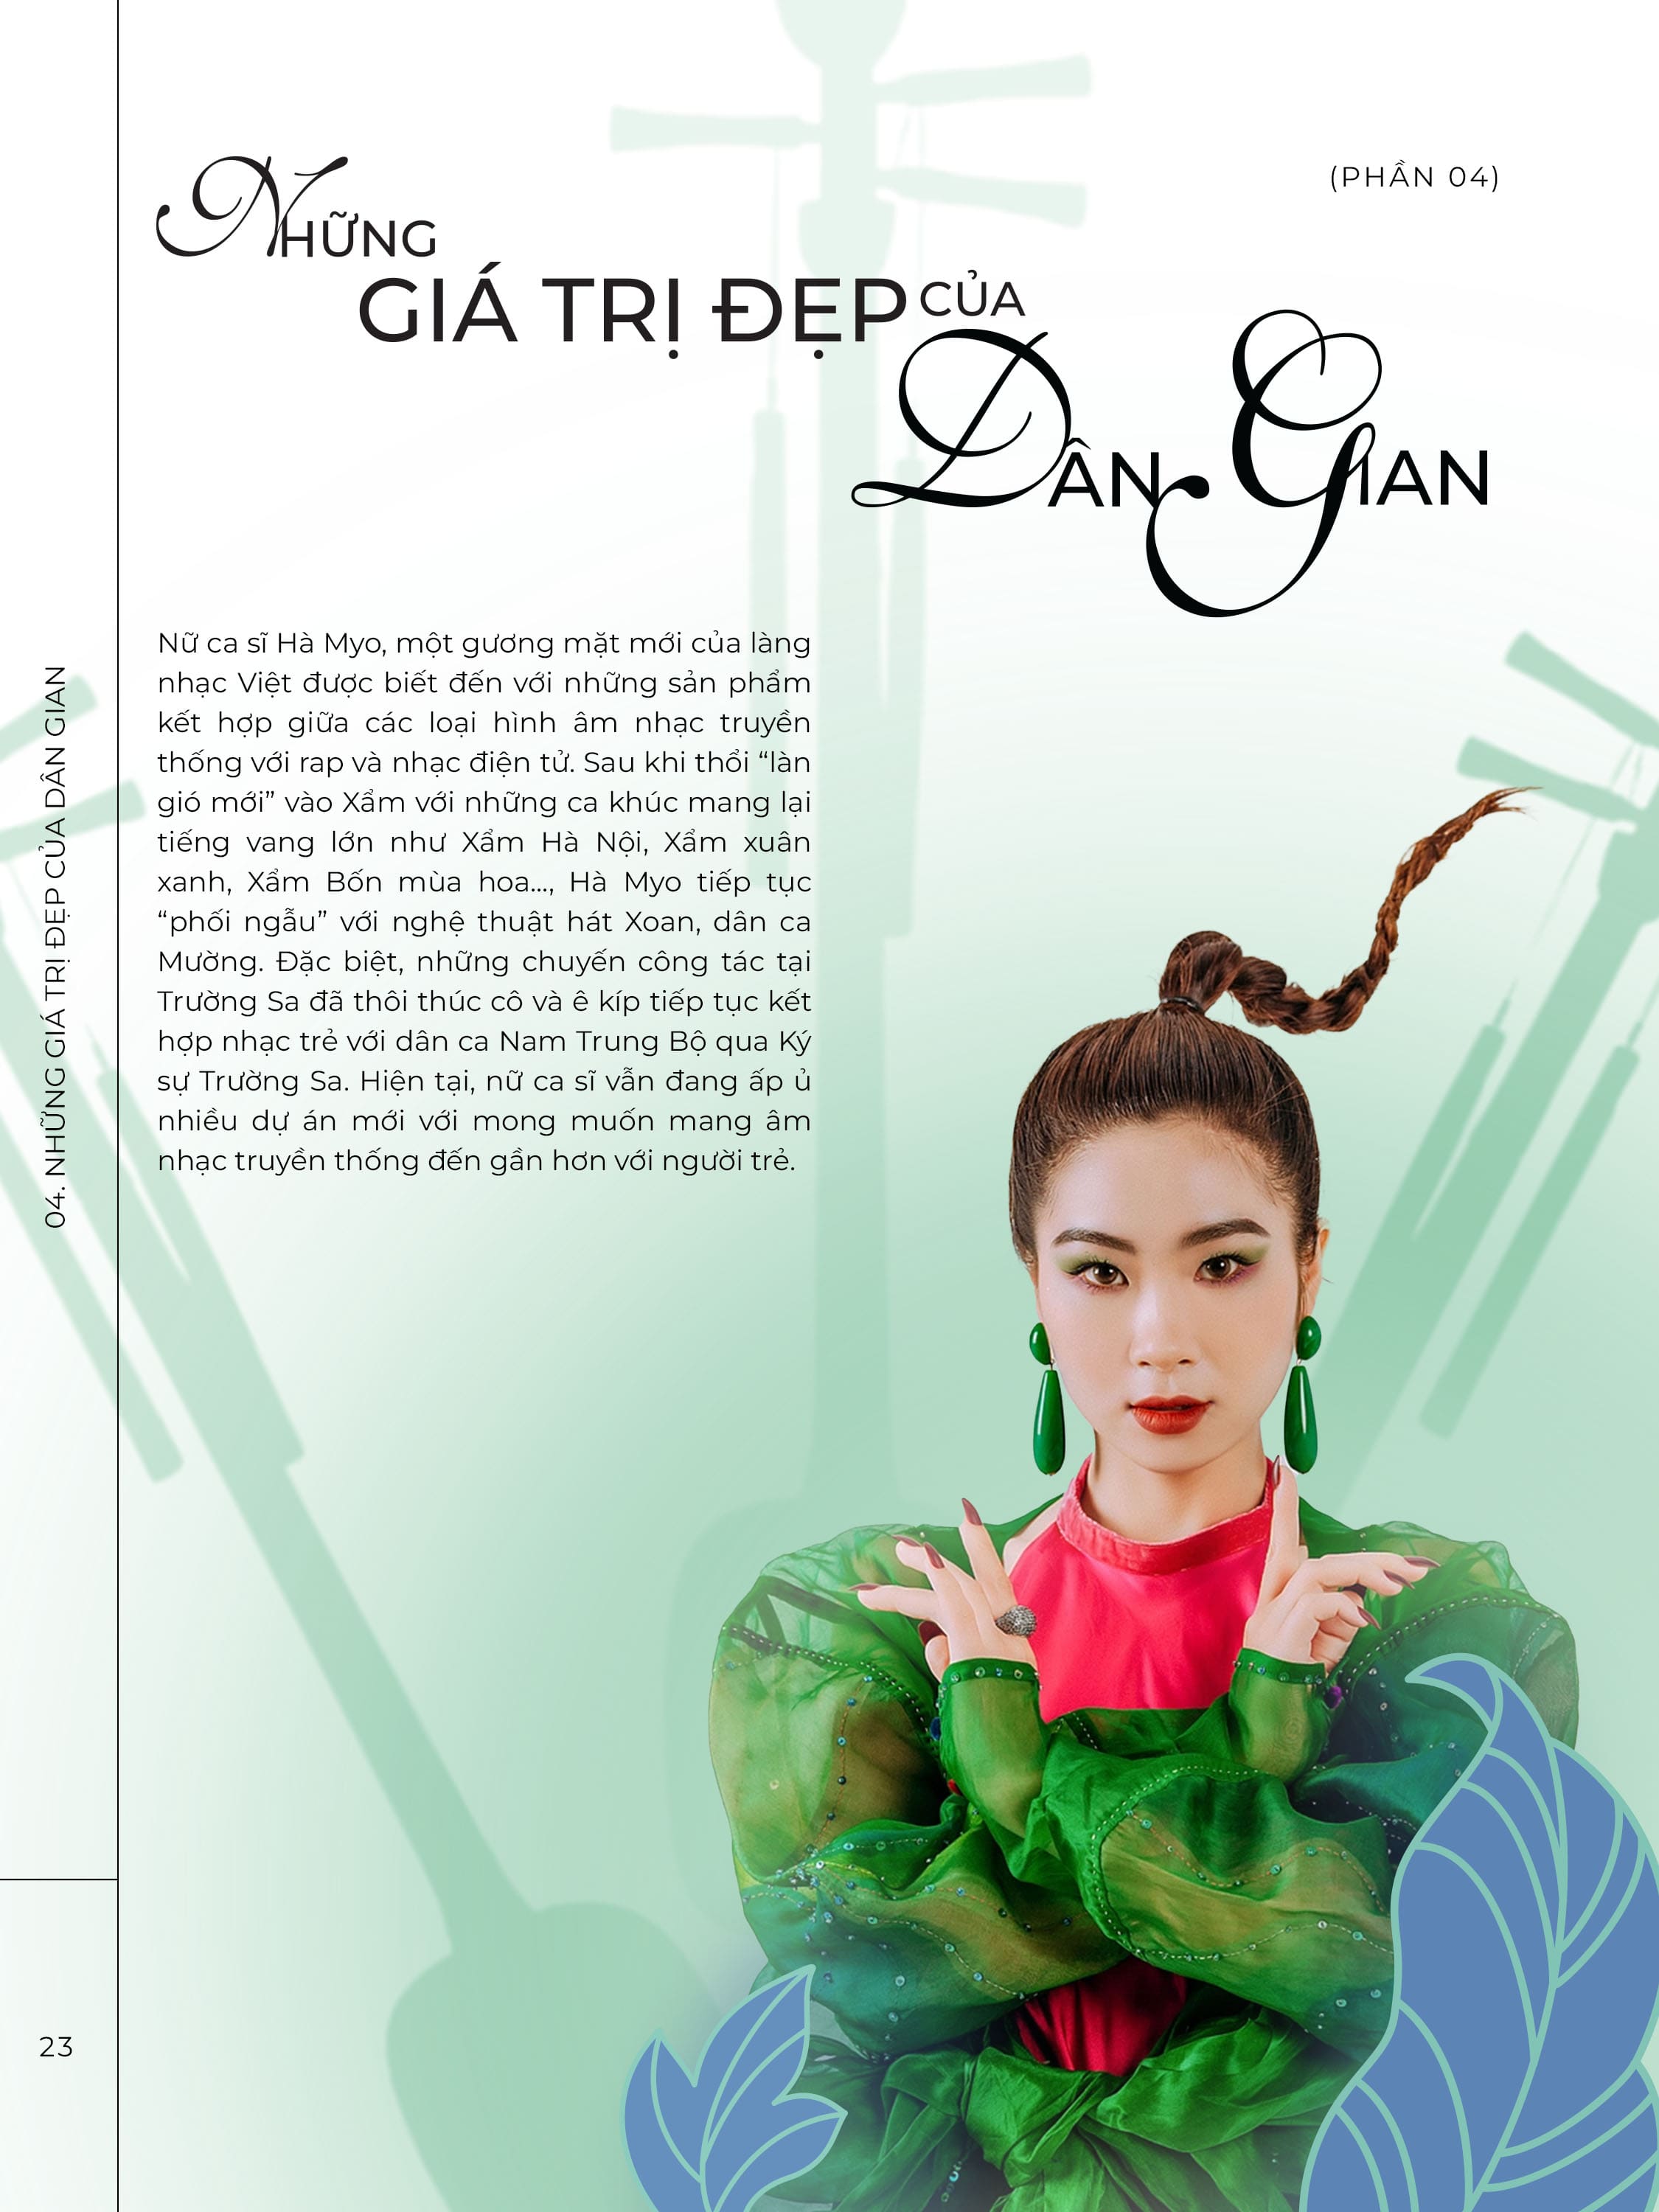 (PHẦN 04)
NHỮNG
GIÁ TRỊ ĐẸP CỦA
DÂN GIAN
Nữ ca sĩ Hà Myo, một gương mặt mới của làng
nhạc Việt được biết đến với những sản phẩm
kết hợp giữa các loại hình âm nhạc truyền
thống với rap và nhạc điện tử. Sau khi thổi “làn
gió mới” vào Xẩm với những ca khúc mang lại
tiếng vang lớn như Xẩm Hà Nội, Xẩm xuân
xanh, Xẩm Bốn mùa hoa..., Hà Myo tiếp tục
“phối ngẫu” với nghệ thuật hát Xoan, dân ca
Mường. Đặc biệt, những chuyến công tác tại
Trường Sa đã thôi thúc cô và ê kíp tiếp tục kết
hợp nhạc trẻ với dân ca Nam Trung Bộ qua Ký
sự Trường Sa. Hiện tại, nữ ca sĩ vẫn đang ấp ủ
nhiều dự án mới với mong muốn mang âm
nhạc truyền thống đến gần hơn với người trẻ.
04. NHỮNG GIÁ TRỊ ĐẸP CỦA DÂN GIAN
23